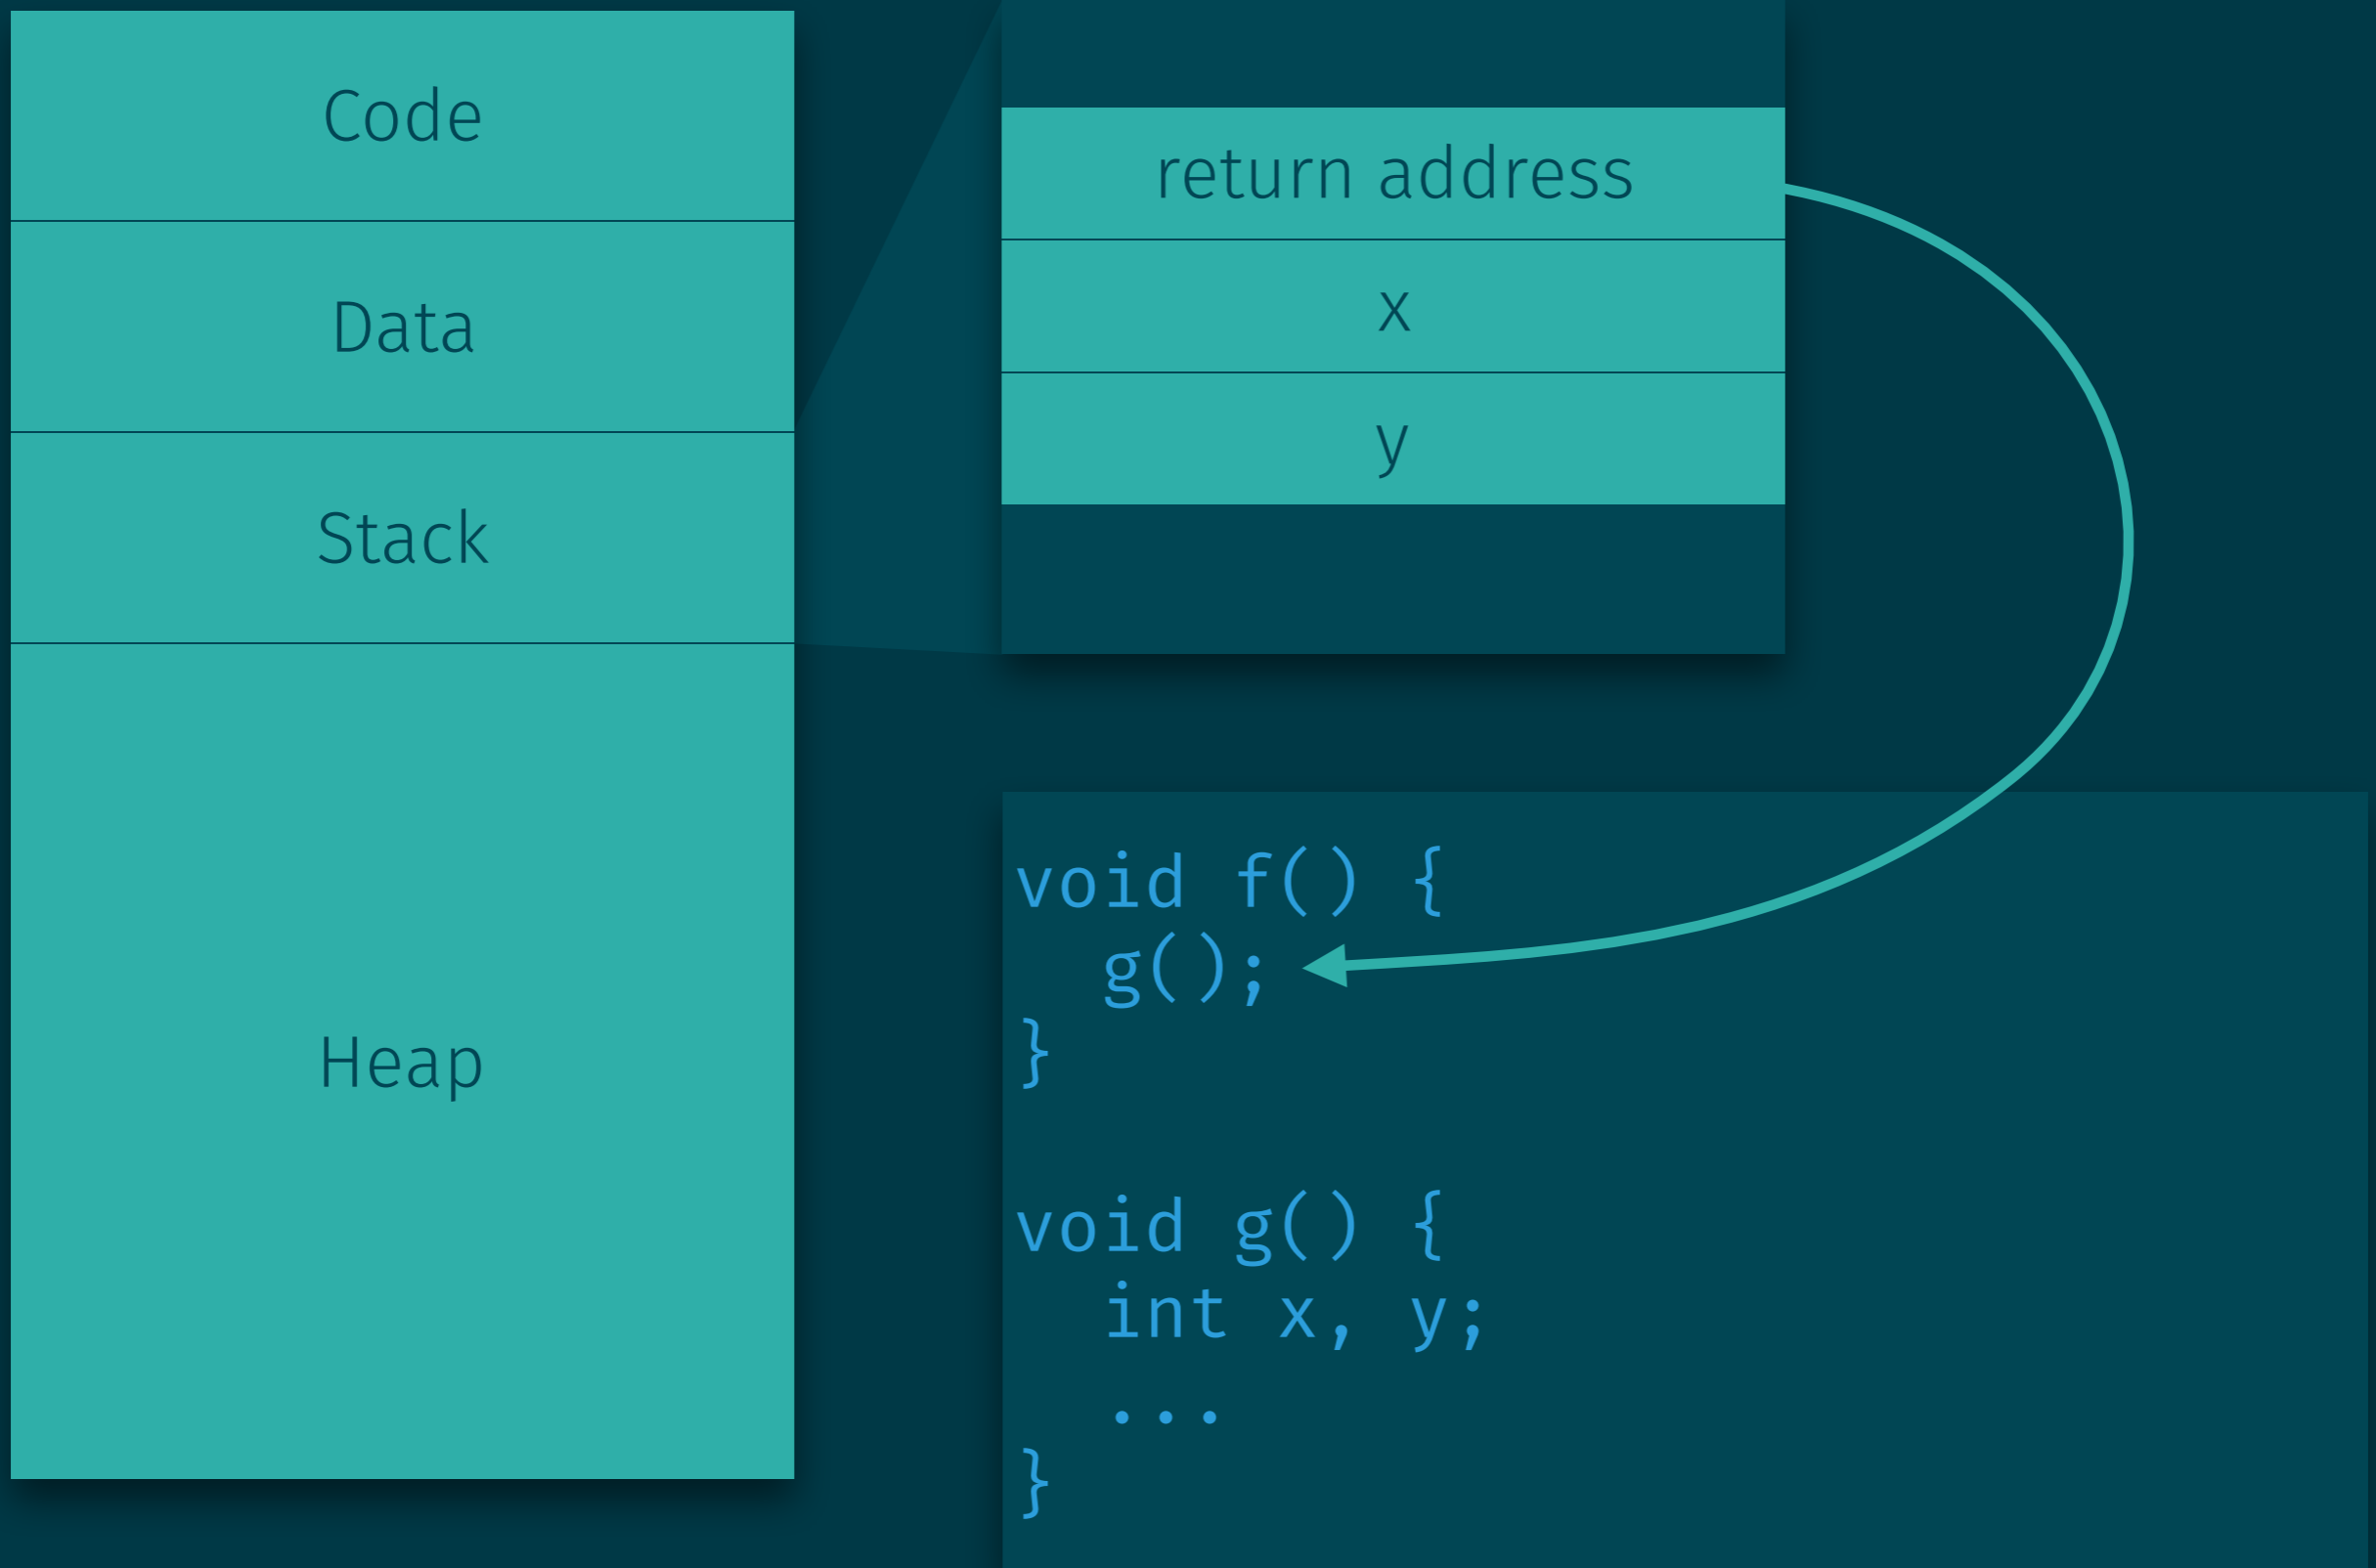 Code
Data
Stack
Heap
return address
x
y
void f() {
g();
}
void g() {
int x, y;
...
}